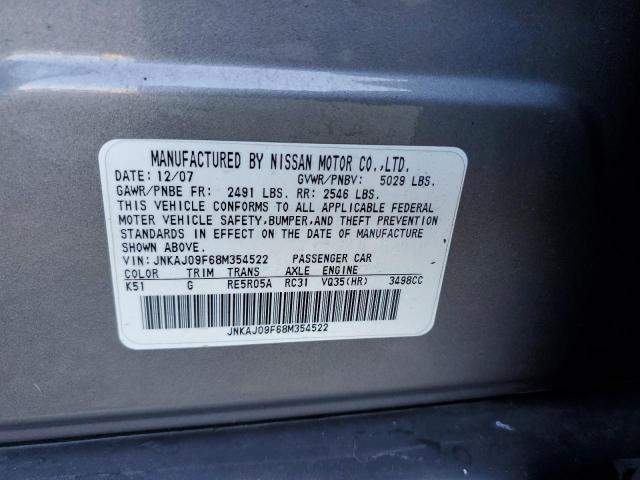 MANUFACTURED BY NISSAN MOTOR CO.,LTD.
DATE: 12/07 GVWR/PNBV: 5029 LBS.
GAWR/PNBE FR: 2491 LBS. RR: 2546 LBS.
THIS VEHICLE CONFORMS TO ALL APPLICABLE FEDERAL
MOTER VEHICLE SAFETY,BUMPER,AND THEFT PREVENTION
STANDARDS IN EFFECT ON THE DATE OF MANUFACTURE
SHOWN ABOVE.
VIN: JNKAJ09F68M354522 PASSENGER CAR
COLOR TRIM TRANS AXLE ENGINE
K51 G RE5R05A RC31 VQ35(HR) 3498CC
JNKAJ09F68M354522